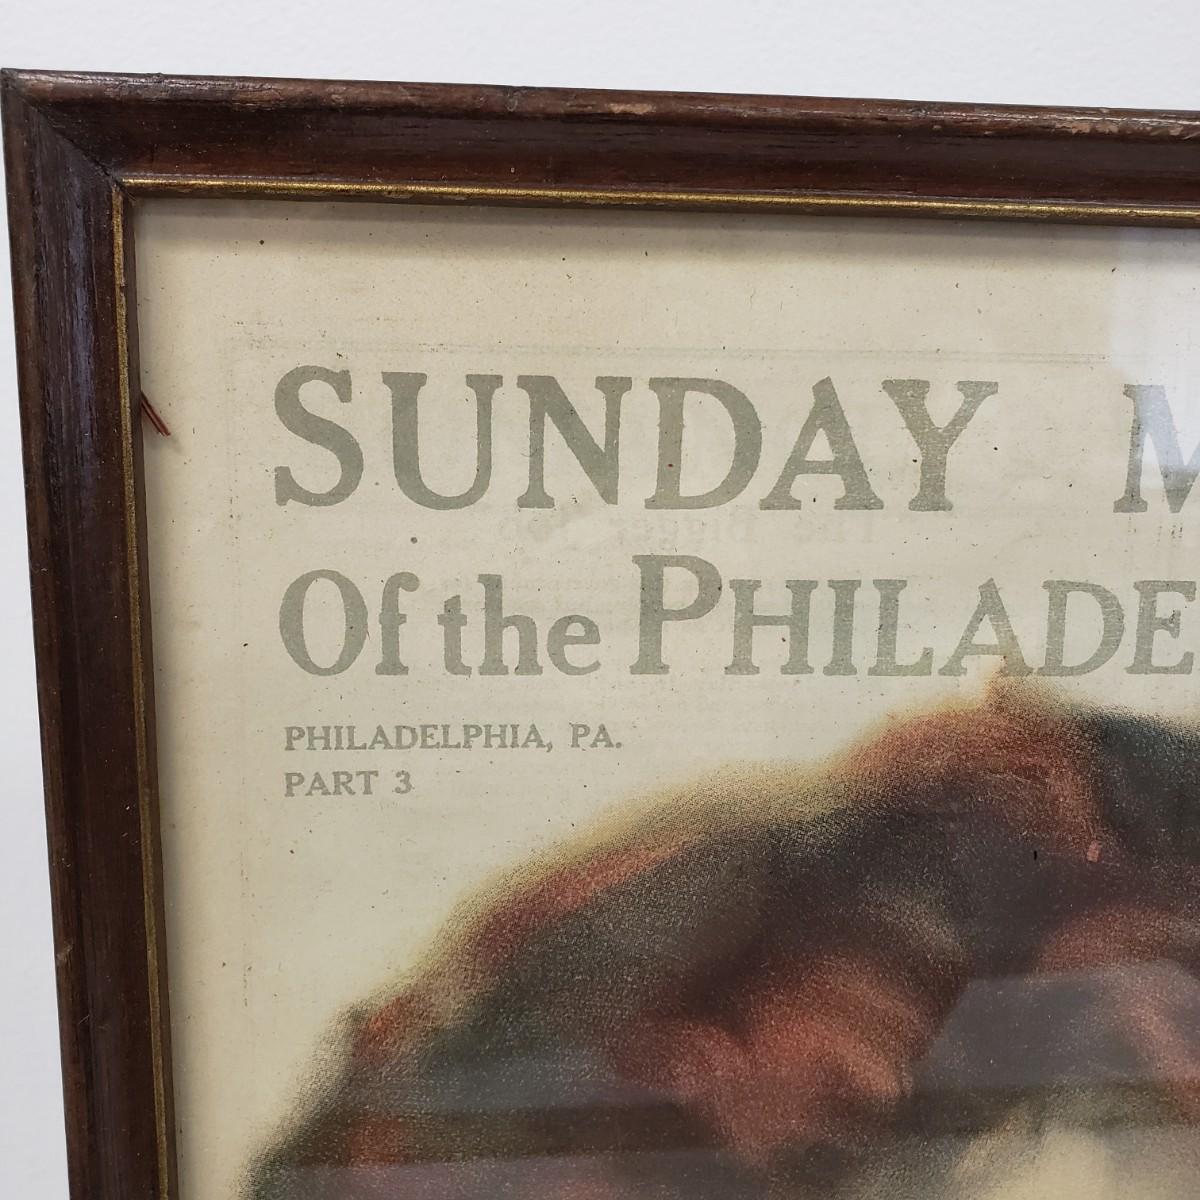 SUNDAY M
Of the PHILADE
PHILADELPHIA, PA.
PART 3